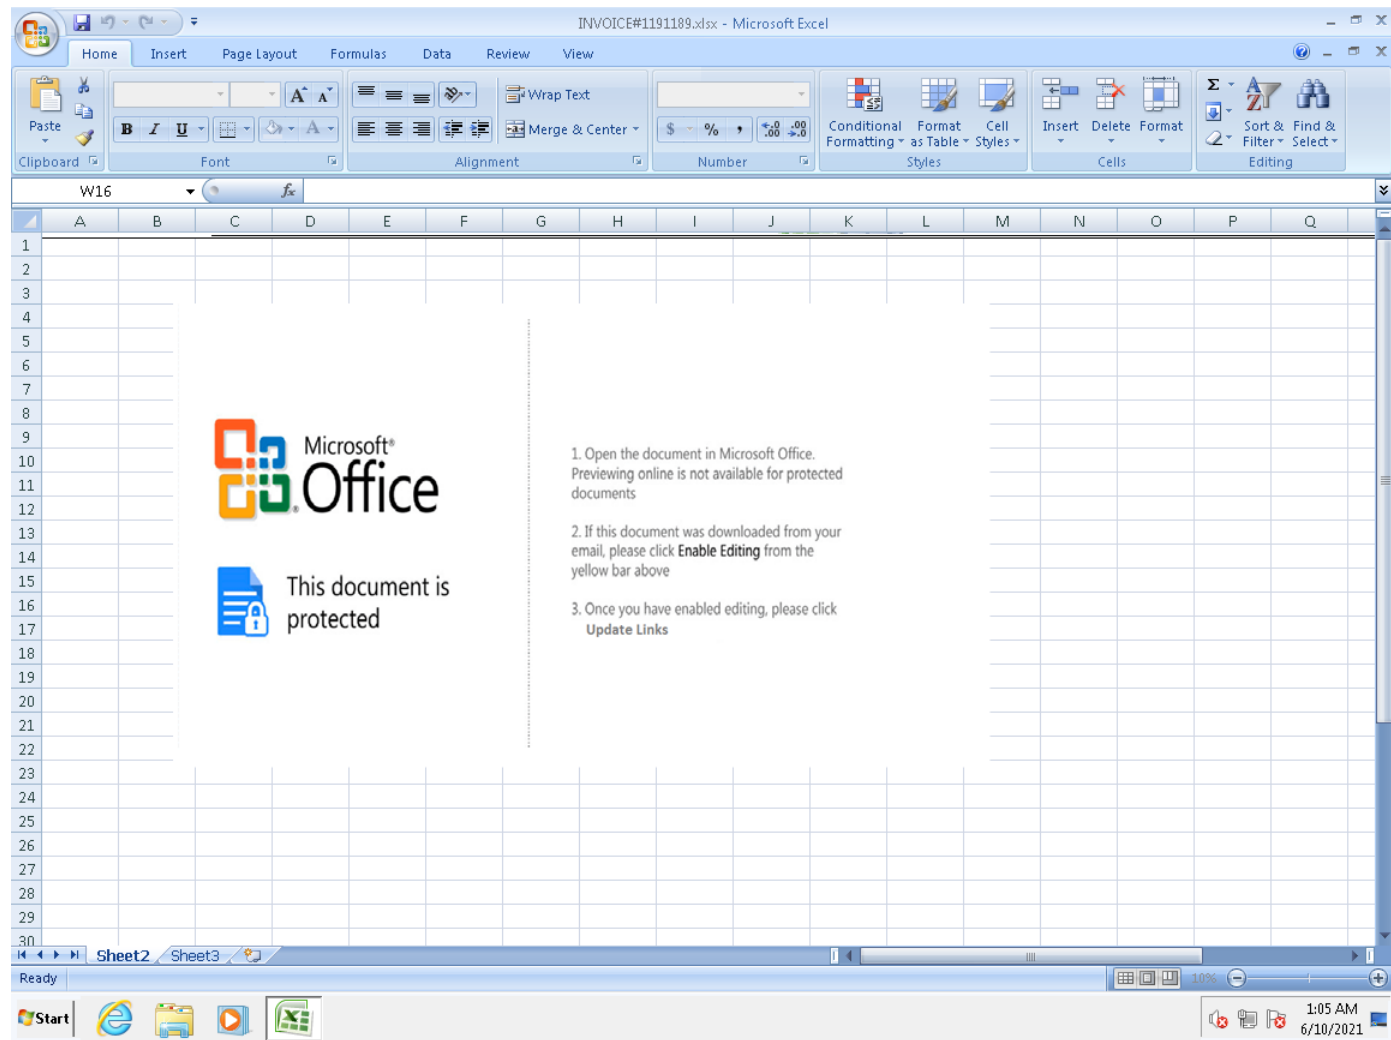 INVOICE#1191189.xlsx - Microsoft Excel
Home Insert Page Layout Formulas Data Review View
Paste
Clipboard
B I U
A A
A
Font
Wrap Text
Merge & Center
Alignment
$ % ,
.0 .00
.00 .0
Number
Conditional Formatting
Format as Table
Cell Styles
Styles
Insert Delete Format
Cells
Σ
Sort & Filter
Find & Select
Editing
W16 fx
A B C D E F G H I J K L M N O P Q
1
2
3
4
5
6
7
8
9
10
11
12
13
14
15
16
17
18
19
20
21
22
23
24
25
26
27
28
29
30
Microsoft®
Office
This document is
protected
1. Open the document in Microsoft Office.
Previewing online is not available for protected
documents
2. If this document was downloaded from your
email, please click Enable Editing from the
yellow bar above
3. Once you have enabled editing, please click
Update Links
Sheet2 Sheet3
Ready 10%
Start
1:05 AM
6/10/2021